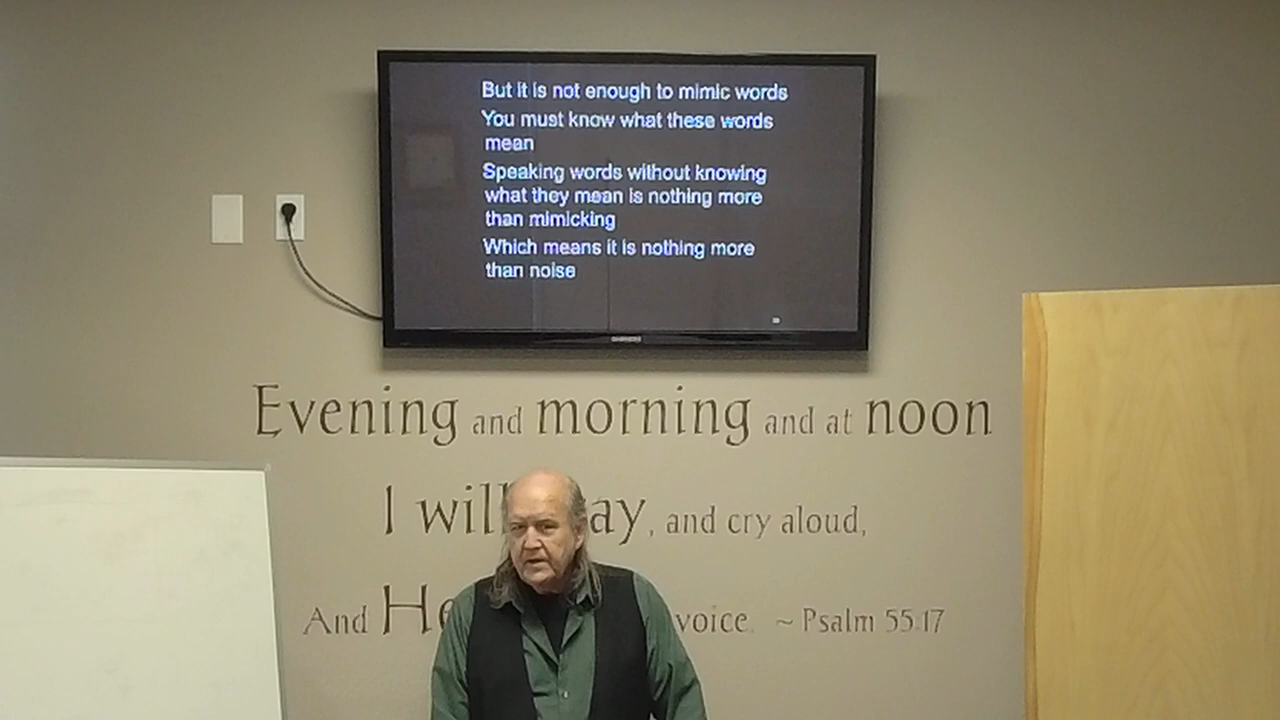 But it is not enough to mimic words
You must know what these words
mean
Speaking words without knowing
what they mean is nothing more
than mimicking
Which means it is nothing more
than noise
Evening and morning and at noon
I will ay, and cry aloud,
And He voice. ~ Psalm 55:17